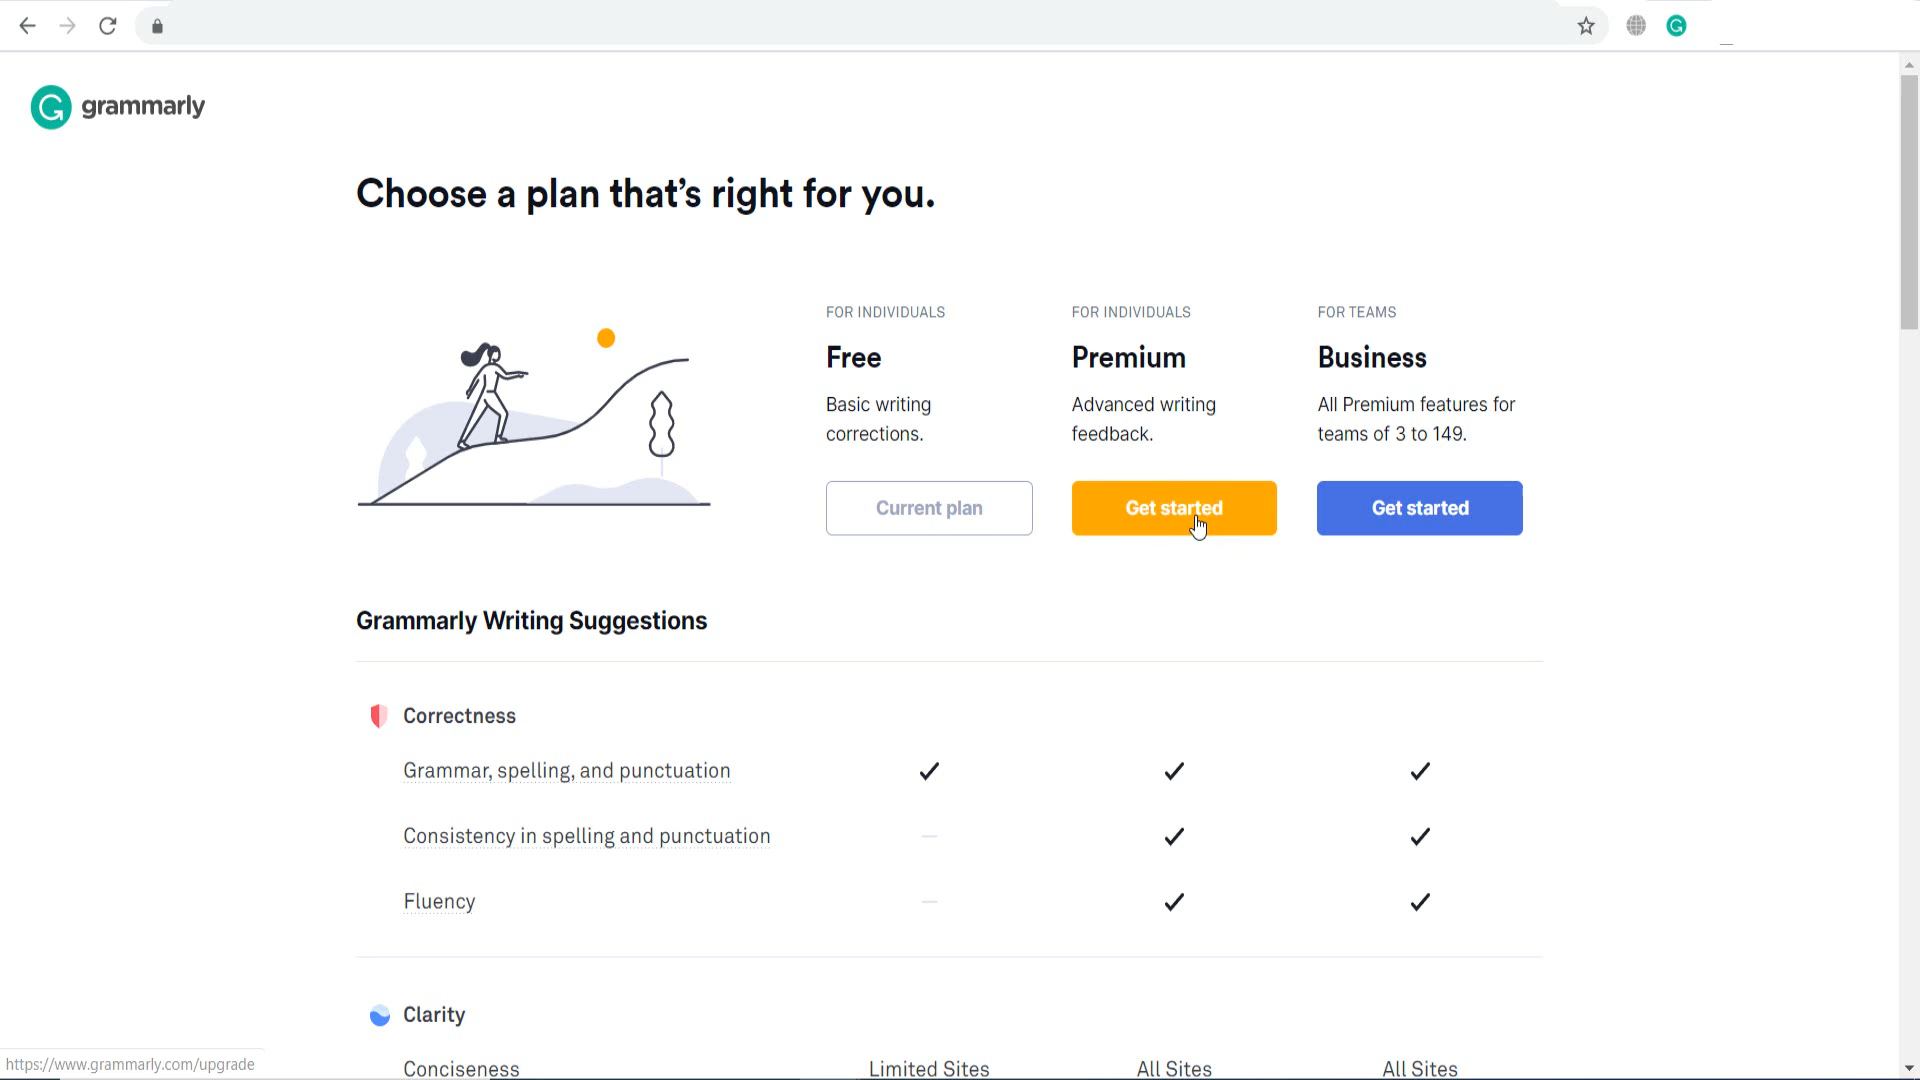 grammarly
Choose a plan that's right for you.
FOR INDIVIDUALS
Free
Basic writing
corrections.
Current plan
FOR INDIVIDUALS
Premium
Advanced writing
feedback.
Get started
FOR TEAMS
Business
All Premium features for
teams of 3 to 149.
Get started
Grammarly Writing Suggestions
Correctness
Grammar, spelling, and punctuation
Consistency in spelling and punctuation
Fluency
Clarity
Conciseness Limited Sites All Sites All Sites
https://www.grammarly.com/upgrade